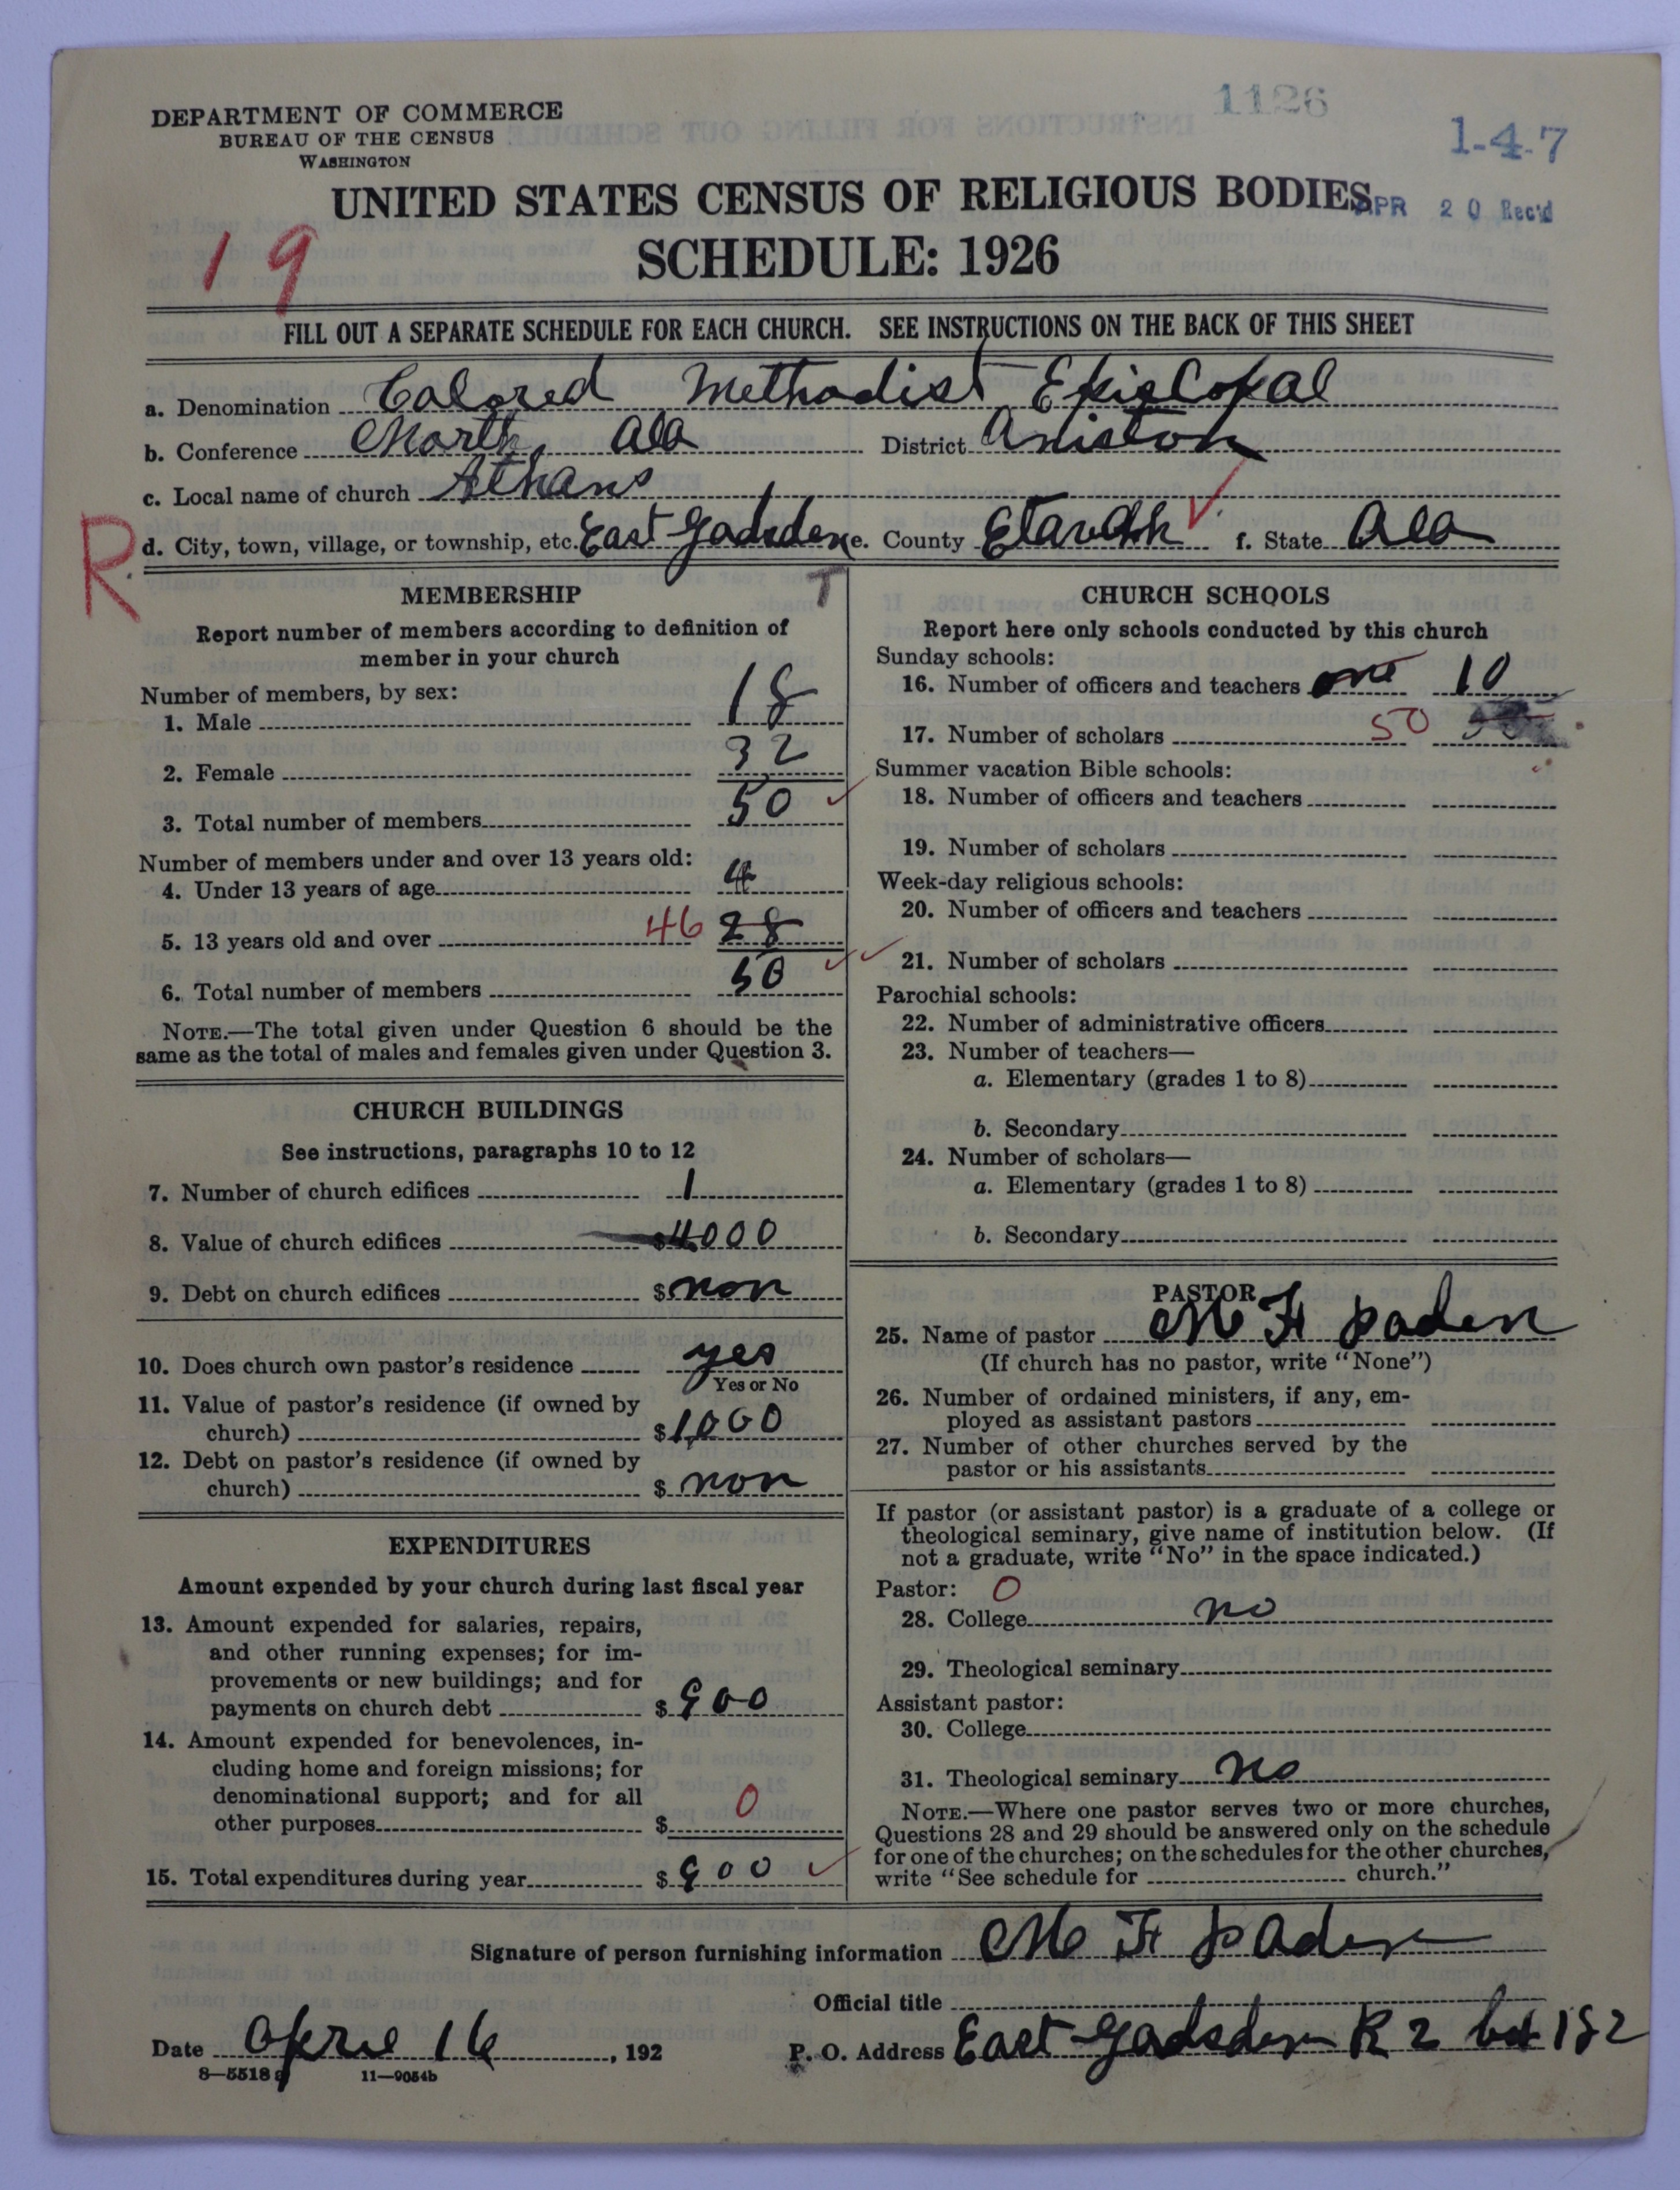 1126
DEPARTMENT OF COMMERCE
BUREAU OF THE CENSUS
WASHINGTON
1-4-7
UNITED STATES CENSUS OF RELIGIOUS BODIES
APR 20 Rec'd
SCHEDULE: 1926
19
FILL OUT A SEPARATE SCHEDULE FOR EACH CHURCH. SEE INSTRUCTIONS ON THE BACK OF THIS SHEET
a. Denomination Colored Methodist Episcopal
b. Conference North Ala District Aniston
c. Local name of church Athans
R d. City, town, village, or township, etc. East Gadsden e. County f. State Ala
T
MEMBERSHIP
Report number of members according to definition of
member in your church
Number of members, by sex:
1. Male 18
2. Female 32
3. Total number of members 50
Number of members under and over 13 years old:
4. Under 13 years of age 4
5. 13 years old and over 46 28
6. Total number of members 50
NOTE.—The total given under Question 6 should be the
same as the total of males and females given under Question 3.
CHURCH BUILDINGS
See instructions, paragraphs 10 to 12
7. Number of church edifices 1
8. Value of church edifices $4000
9. Debt on church edifices $non
10. Does church own pastor's residence yes
Yes or No
11. Value of pastor's residence (if owned by
church) $1,000
12. Debt on pastor's residence (if owned by
church) $ non
EXPENDITURES
Amount expended by your church during last fiscal year
13. Amount expended for salaries, repairs,
and other running expenses; for im-
provements or new buildings; and for
payments on church debt $900
14. Amount expended for benevolences, in-
cluding home and foreign missions; for
denominational support; and for all
other purposes $ 0
15. Total expenditures during year $900
CHURCH SCHOOLS
Report here only schools conducted by this church
Sunday schools:
16. Number of officers and teachers one 10
17. Number of scholars 50
Summer vacation Bible schools:
18. Number of officers and teachers
19. Number of scholars
Week-day religious schools:
20. Number of officers and teachers
21. Number of scholars
Parochial schools:
22. Number of administrative officers
23. Number of teachers—
a. Elementary (grades 1 to 8)
b. Secondary
24. Number of scholars—
a. Elementary (grades 1 to 8)
b. Secondary
PASTOR
25. Name of pastor M F Paden
(If church has no pastor, write "None")
26. Number of ordained ministers, if any, em-
ployed as assistant pastors
27. Number of other churches served by the
pastor or his assistants
If pastor (or assistant pastor) is a graduate of a college or
theological seminary, give name of institution below. (If
not a graduate, write "No" in the space indicated.)
Pastor: 0
28. College no
29. Theological seminary
Assistant pastor:
30. College
31. Theological seminary no
NOTE.—Where one pastor serves two or more churches,
Questions 28 and 29 should be answered only on the schedule
for one of the churches; on the schedules for the other churches,
write "See schedule for church."
Signature of person furnishing information M F Paden
Official title
Date April 16, 192 P. O. Address East Gadsden R 2 box 182
8—5518 a 11—9054b